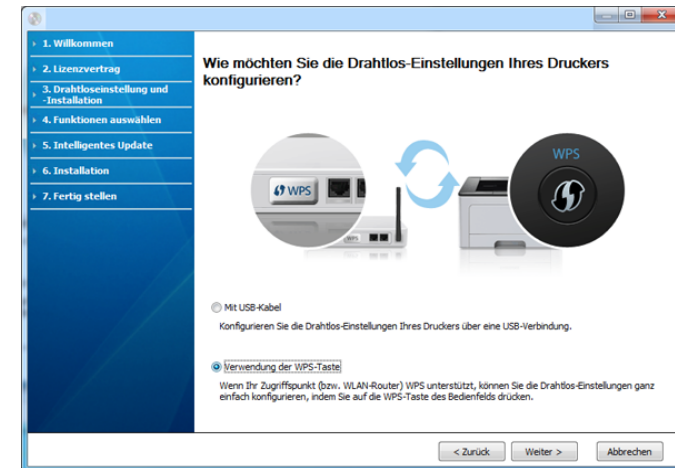 1. Willkommen
2. Lizenzvertrag
3. Drahtloseinstellung und
-Installation
4. Funktionen auswählen
5. Intelligentes Update
6. Installation
7. Fertig stellen
Wie möchten Sie die Drahtlos-Einstellungen Ihres Druckers
konfigurieren?
WPS
WPS
WPS
Mit USB-Kabel
Konfigurieren Sie die Drahtlos-Einstellungen Ihres Druckers über eine USB-Verbindung.
Verwendung der WPS-Taste
Wenn Ihr Zugriffspunkt (bzw. WLAN-Router) WPS unterstützt, können Sie die Drahtlos-Einstellungen ganz
einfach konfigurieren, indem Sie auf die WPS-Taste des Bedienfelds drücken.
< Zurück
Weiter >
Abbrechen